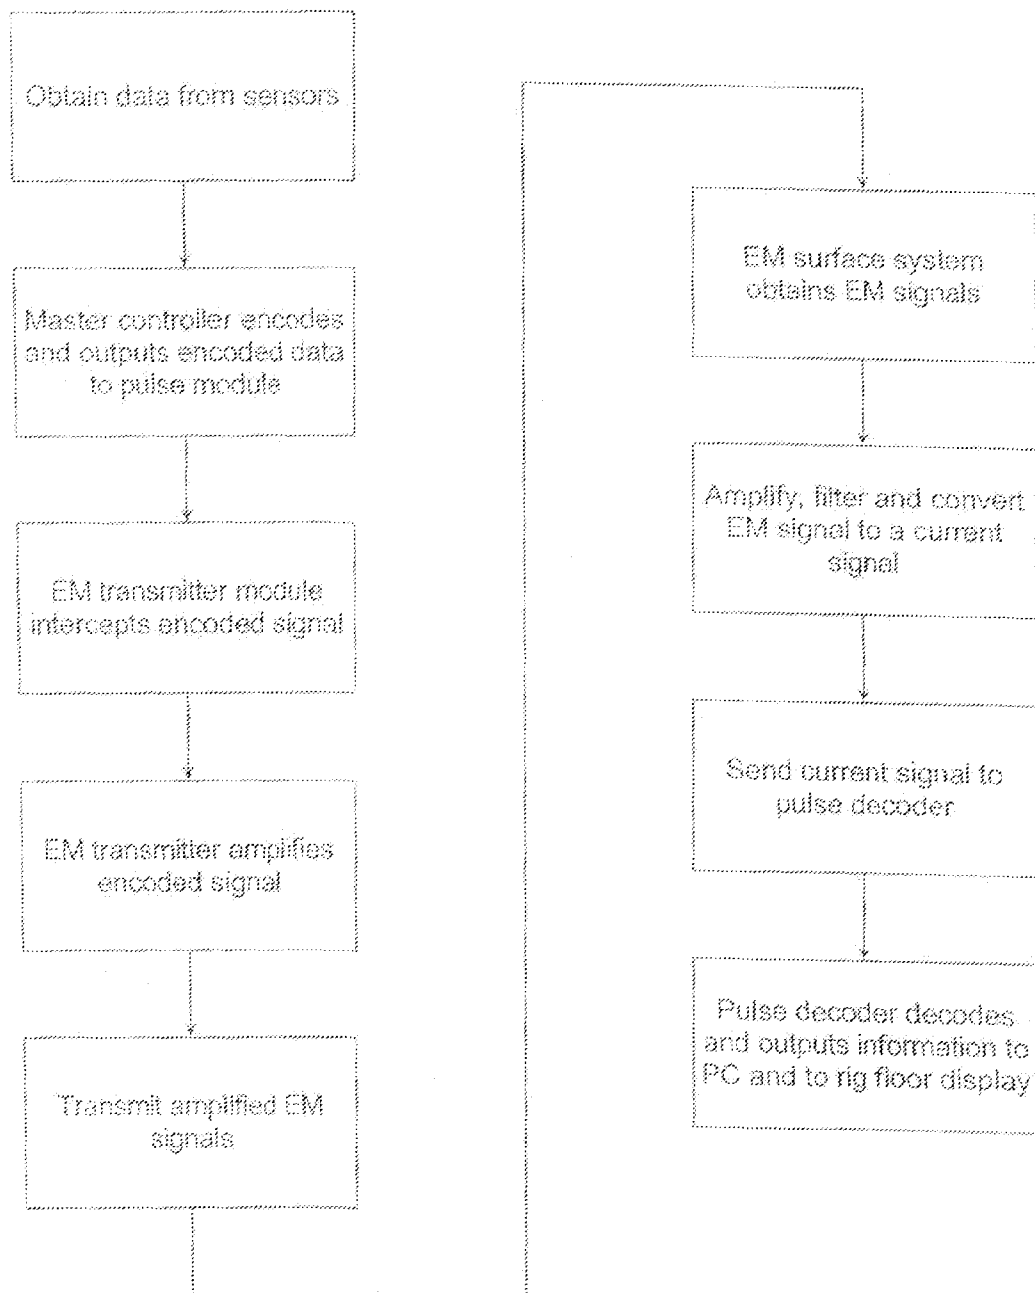 Obtain data from sensors
Master controller encodes
and outputs encoded data
to pulse module
EM transmitter module
intercepts encoded signal
EM transmitter amplifies
encoded signal
Transmit amplified EM
signals
EM surface system
obtains EM signals
Amplify, filter and convert
EM signal to a current
signal
Send current signal to
pulse decoder
Pulse decoder decodes
and outputs information to
PC and to rig floor display